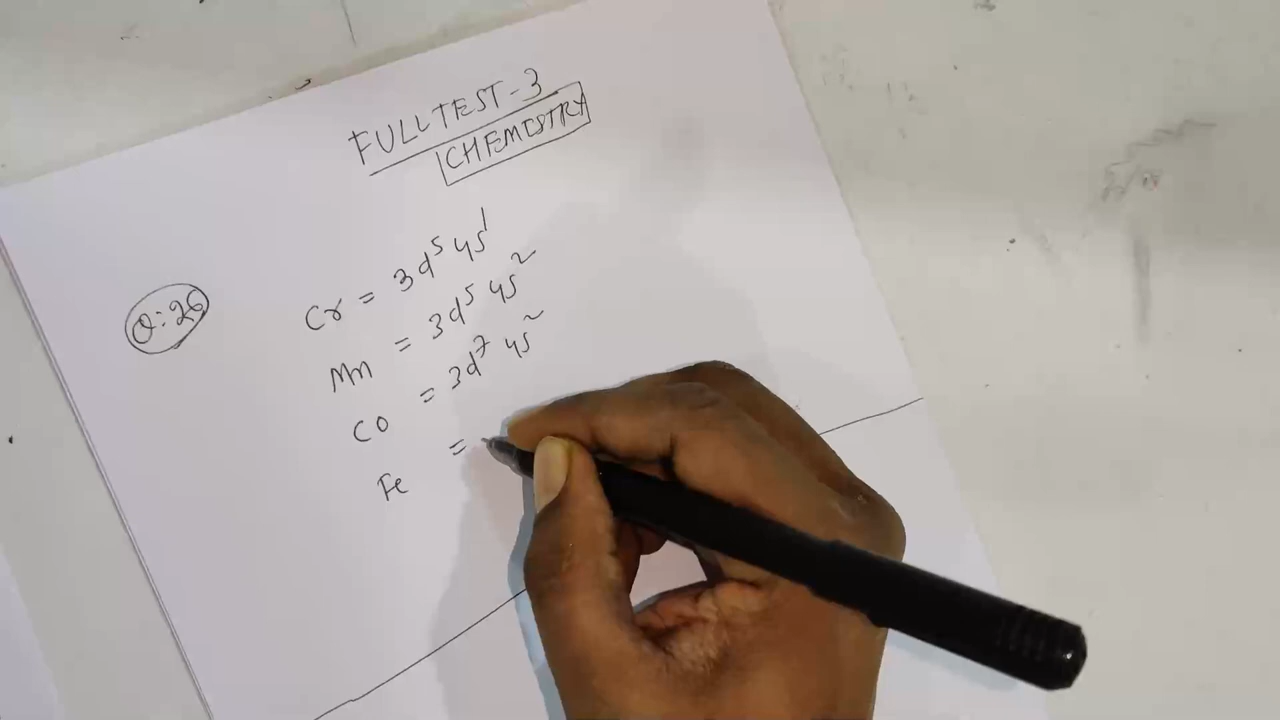 FULLTEST-3
CHEMISTRY
Q:26
Cr = 3d⁵ 4s¹
Mn = 3d⁵ 4s²
CO = 3d⁷ 4s²
Fe =